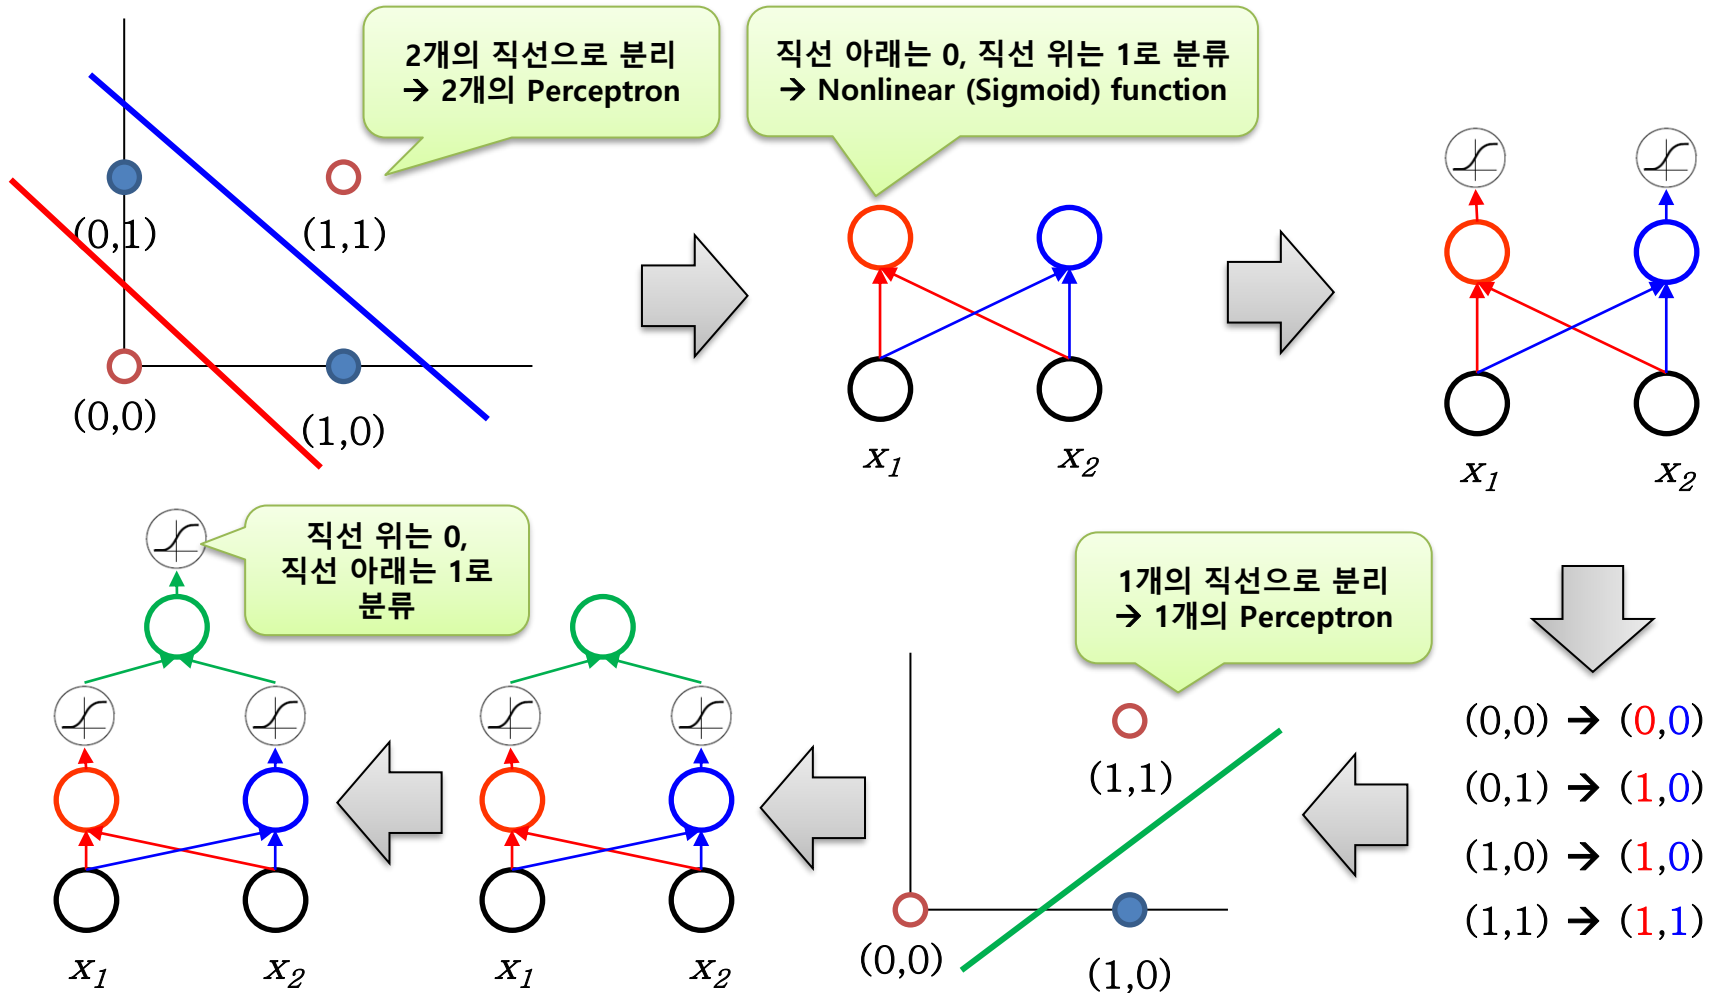 2개의 직선으로 분리
→ 2개의 Perceptron
직선 아래는 0, 직선 위는 1로 분류
→ Nonlinear (Sigmoid) function
(0,1)
(1,1)
(0,0)
(1,0)
x1
x2
x1
x2
(0,0) → (0,0)
(0,1) → (1,0)
(1,0) → (1,0)
(1,1) → (1,1)
1개의 직선으로 분리
→ 1개의 Perceptron
(1,1)
(0,0)
(1,0)
x1
x2
직선 위는 0,
직선 아래는 1로
분류
x1
x2